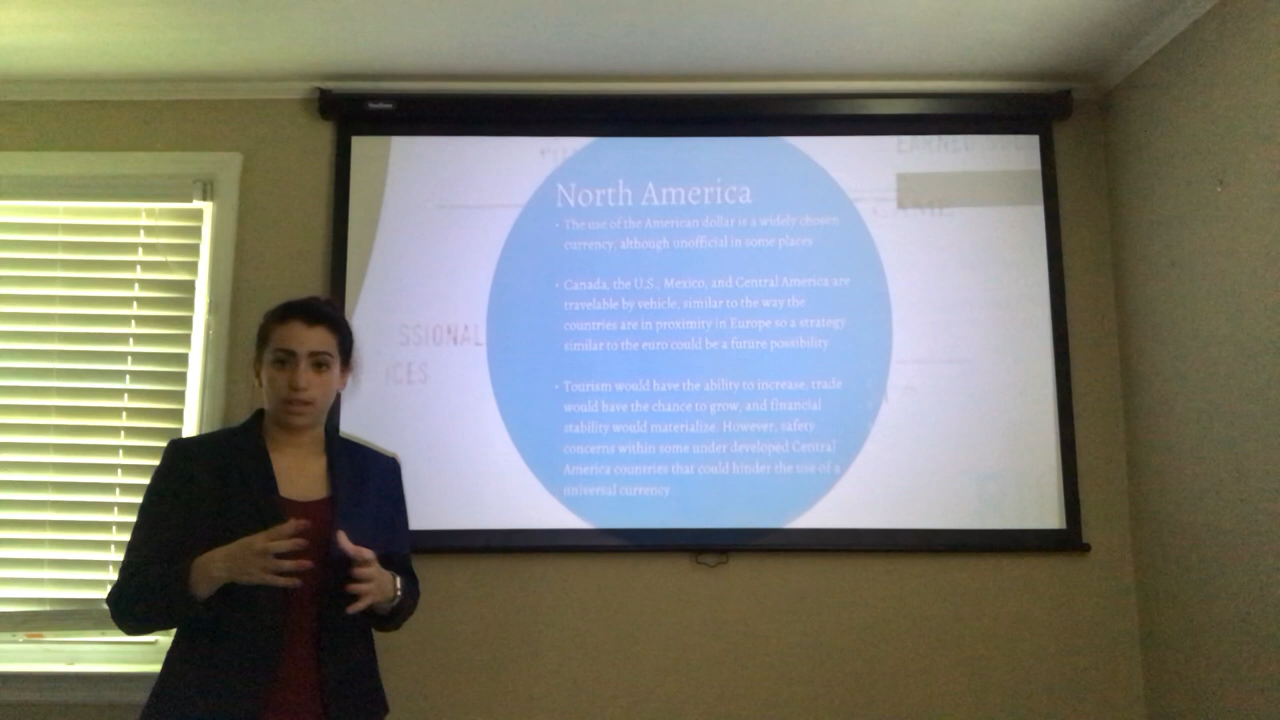 North America
• The use of the American dollar is a widely chosen
currency, although unofficial in some places
• Canada, the U.S., Mexico, and Central America are
travelable by vehicle, similar to the way the
countries are in proximity in Europe so a strategy
similar to the euro could be a future possibility
• Tourism would have the ability to increase, trade
would have the chance to grow, and financial
stability would materialize. However, safety
concerns within some under developed Central
America countries that could hinder the use of a
universal currency
SSIONAL
ICES